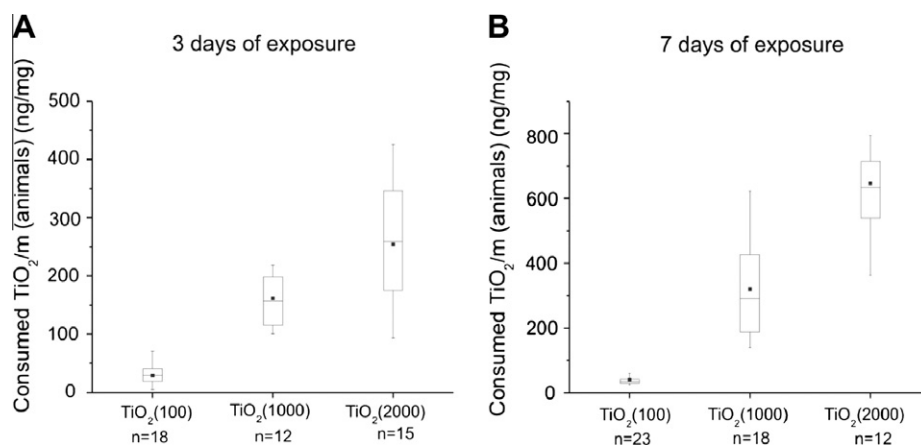 A
3 days of exposure
Consumed TiO₂/m (animals) (ng/mg)
500
400
300
200
100
0
TiO₂(100) TiO₂(1000) TiO₂(2000)
n=18 n=12 n=15
B
7 days of exposure
Consumed TiO₂/m (animals) (ng/mg)
800
600
400
200
0
TiO₂(100) TiO₂(1000) TiO₂(2000)
n=23 n=18 n=12